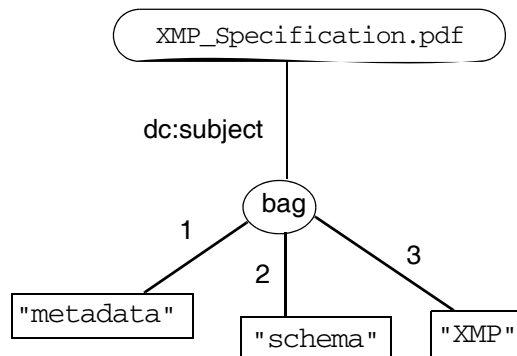 XMP_Specification.pdf
dc:subject
bag
1
2
3
"metadata"
"schema"
"XMP"